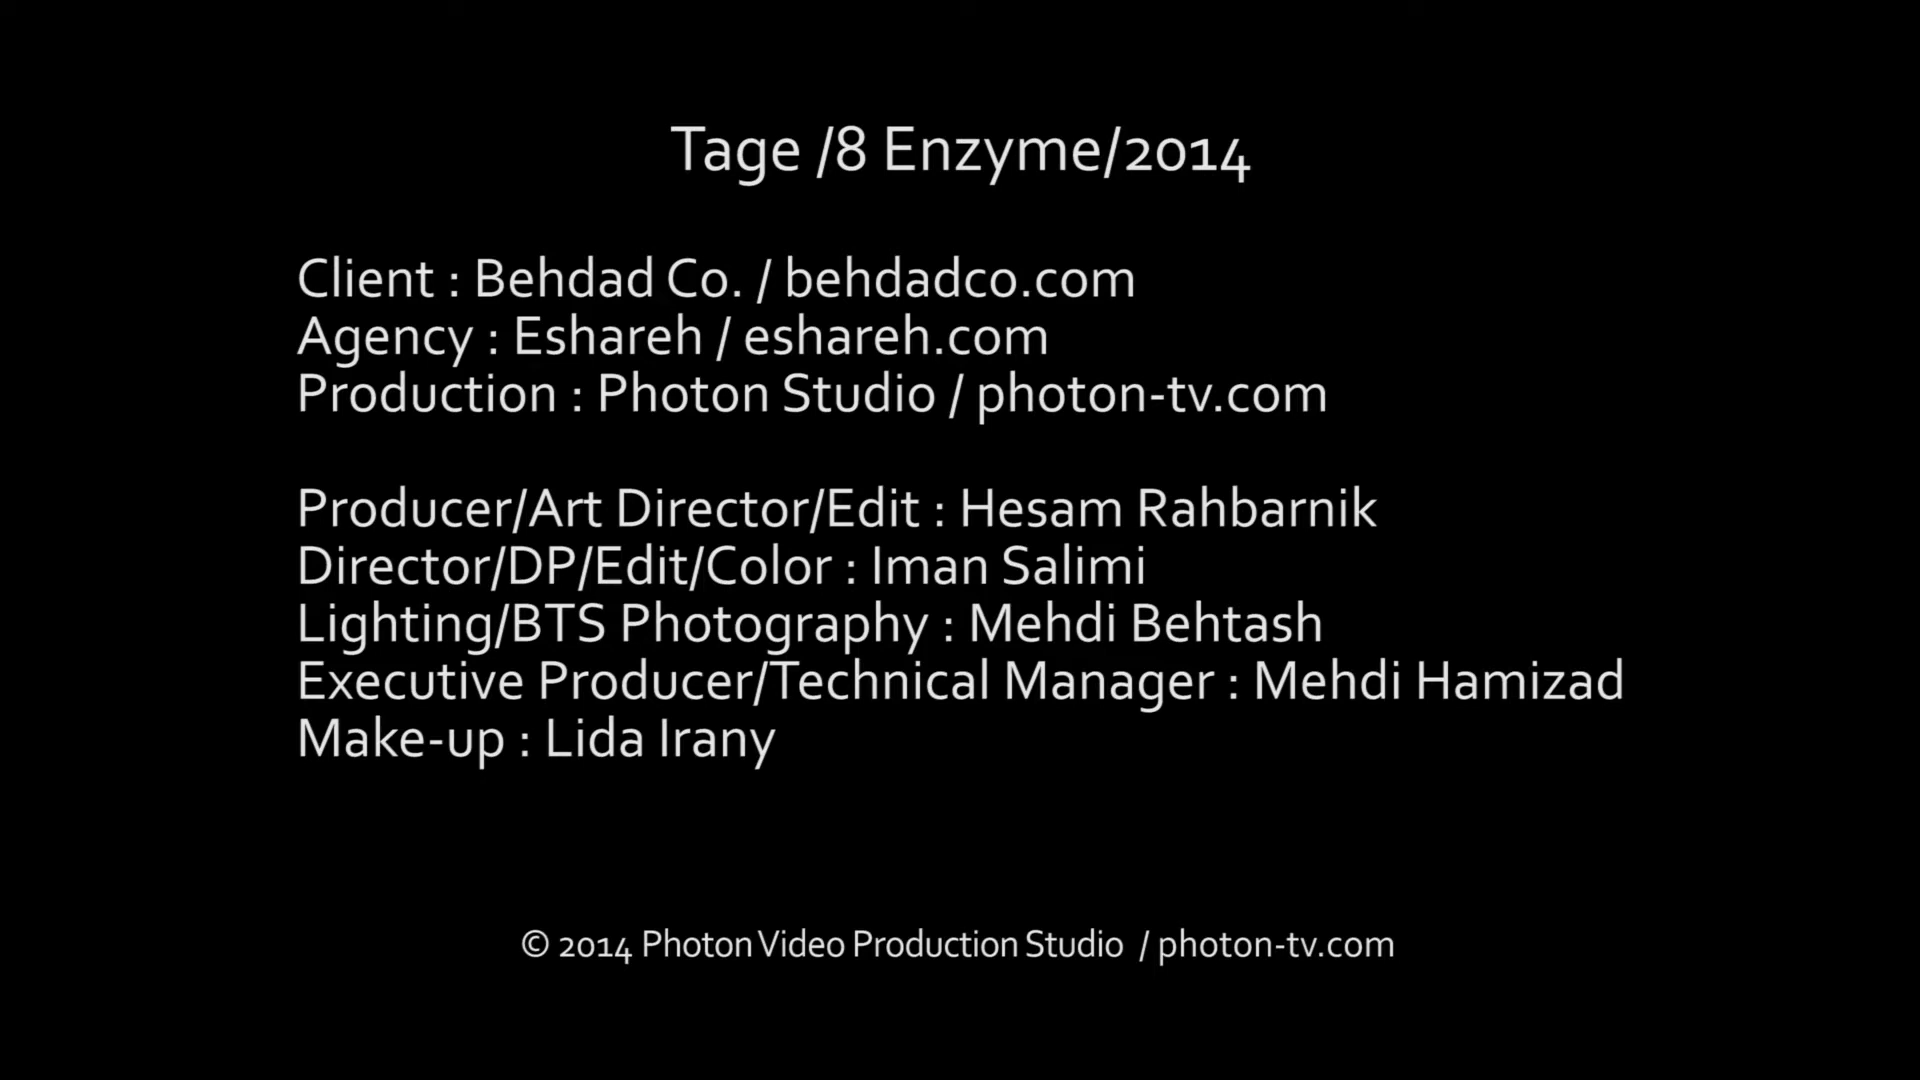 Tage /8 Enzyme/2014
Client : Behdad Co. / behdadco.com
Agency : Eshareh / eshareh.com
Production : Photon Studio / photon-tv.com
Producer/Art Director/Edit : Hesam Rahbarnik
Director/DP/Edit/Color : Iman Salimi
Lighting/BTS Photography : Mehdi Behtash
Executive Producer/Technical Manager : Mehdi Hamizad
Make-up : Lida Irany
© 2014 Photon Video Production Studio / photon-tv.com